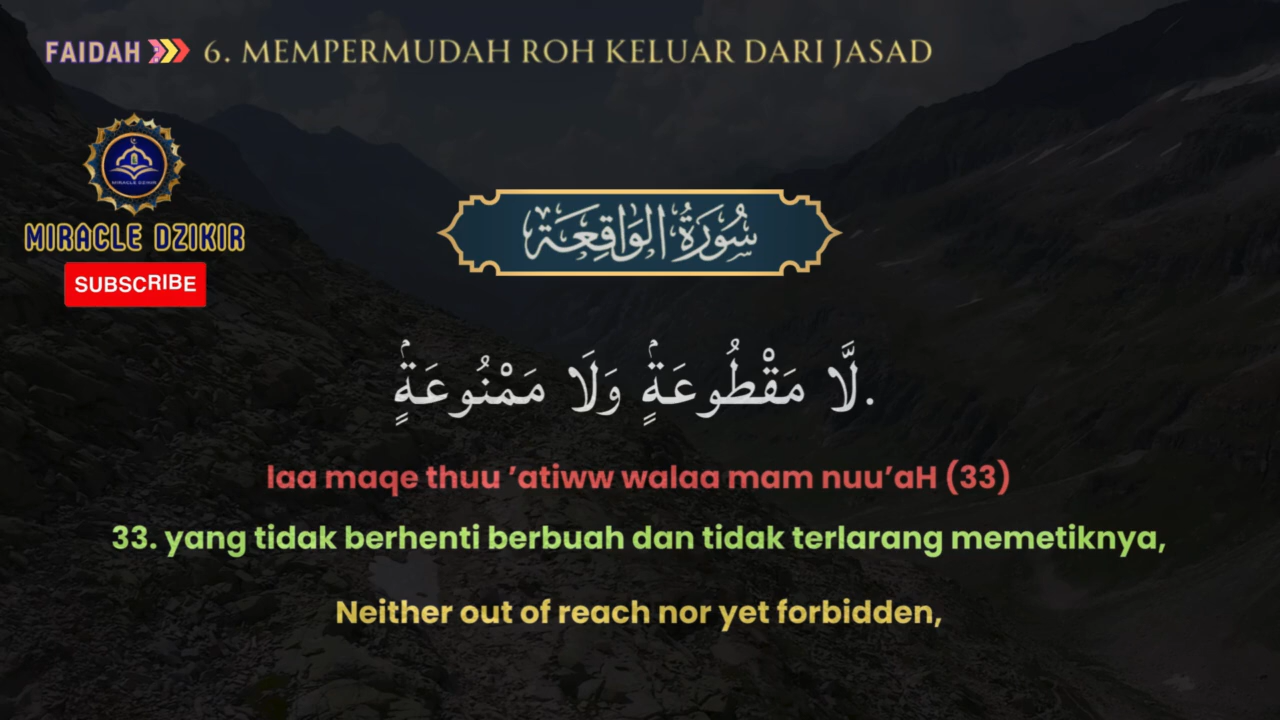 FAIDAH 6. MEMPERMUDAH ROH KELUAR DARI JASAD
MIRACLE DZIKIR
MIRACLE DZIKIR
SUBSCRIBE
سُورَةُ الوَاقِعَة
لَّا مَقْطُوعَةٍۢ وَلَا مَمْنُوعَةٍۢ.
laa maqe thuu ’atiww walaa mam nuu’aH (33)
33. yang tidak berhenti berbuah dan tidak terlarang memetiknya,
Neither out of reach nor yet forbidden,